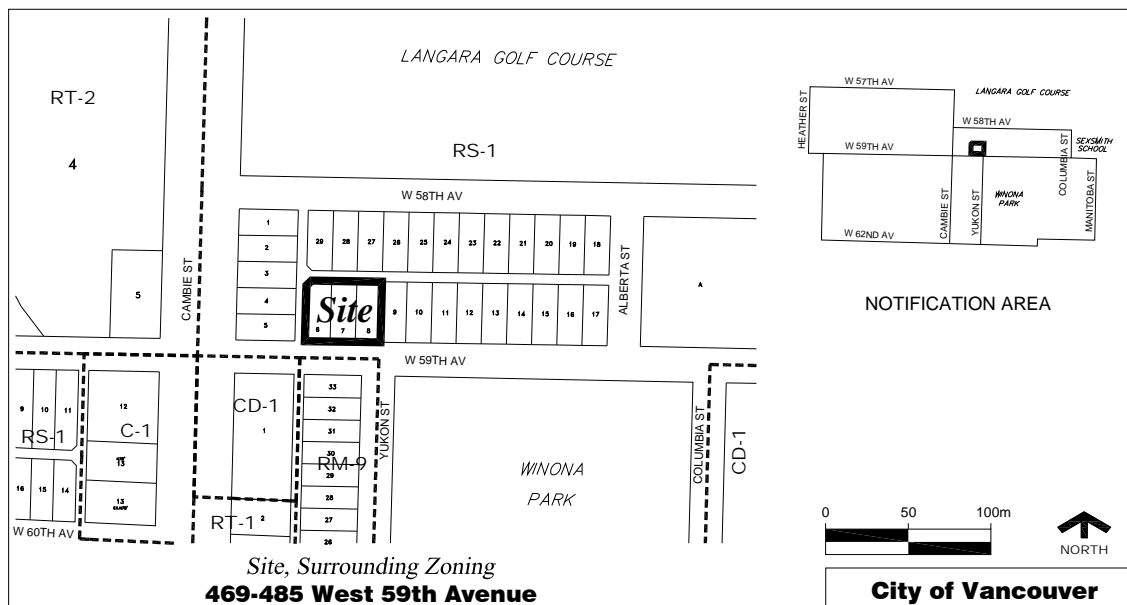 LANGARA GOLF COURSE
RT-2
4
RS-1
W 58TH AV
CAMBIE ST
1
2
3
4
5
29 28 27 26 25 24 23 22 21 20 19 18
Site
6 7 8 9 10 11 12 13 14 15 16 17
ALBERTA ST
A
5
W 59TH AV
9 10 11
RS-1
16 15 14
W 60TH AV
12
C-1
13
13
CD-1
1
RT-1
2
33
32
31
30
RM-9
29
28
27
26
YUKON ST
WINONA
PARK
COLUMBIA ST
CD-1
W 57TH AV
LANGARA GOLF COURSE
HEATHER ST
W 58TH AV
SEXSMITH
SCHOOL
W 59TH AV
COLUMBIA ST
CAMBIE ST
YUKON ST
WINONA
PARK
MANITOBA ST
W 62ND AV
NOTIFICATION AREA
0 50 100m
NORTH
Site, Surrounding Zoning
469-485 West 59th Avenue
City of Vancouver